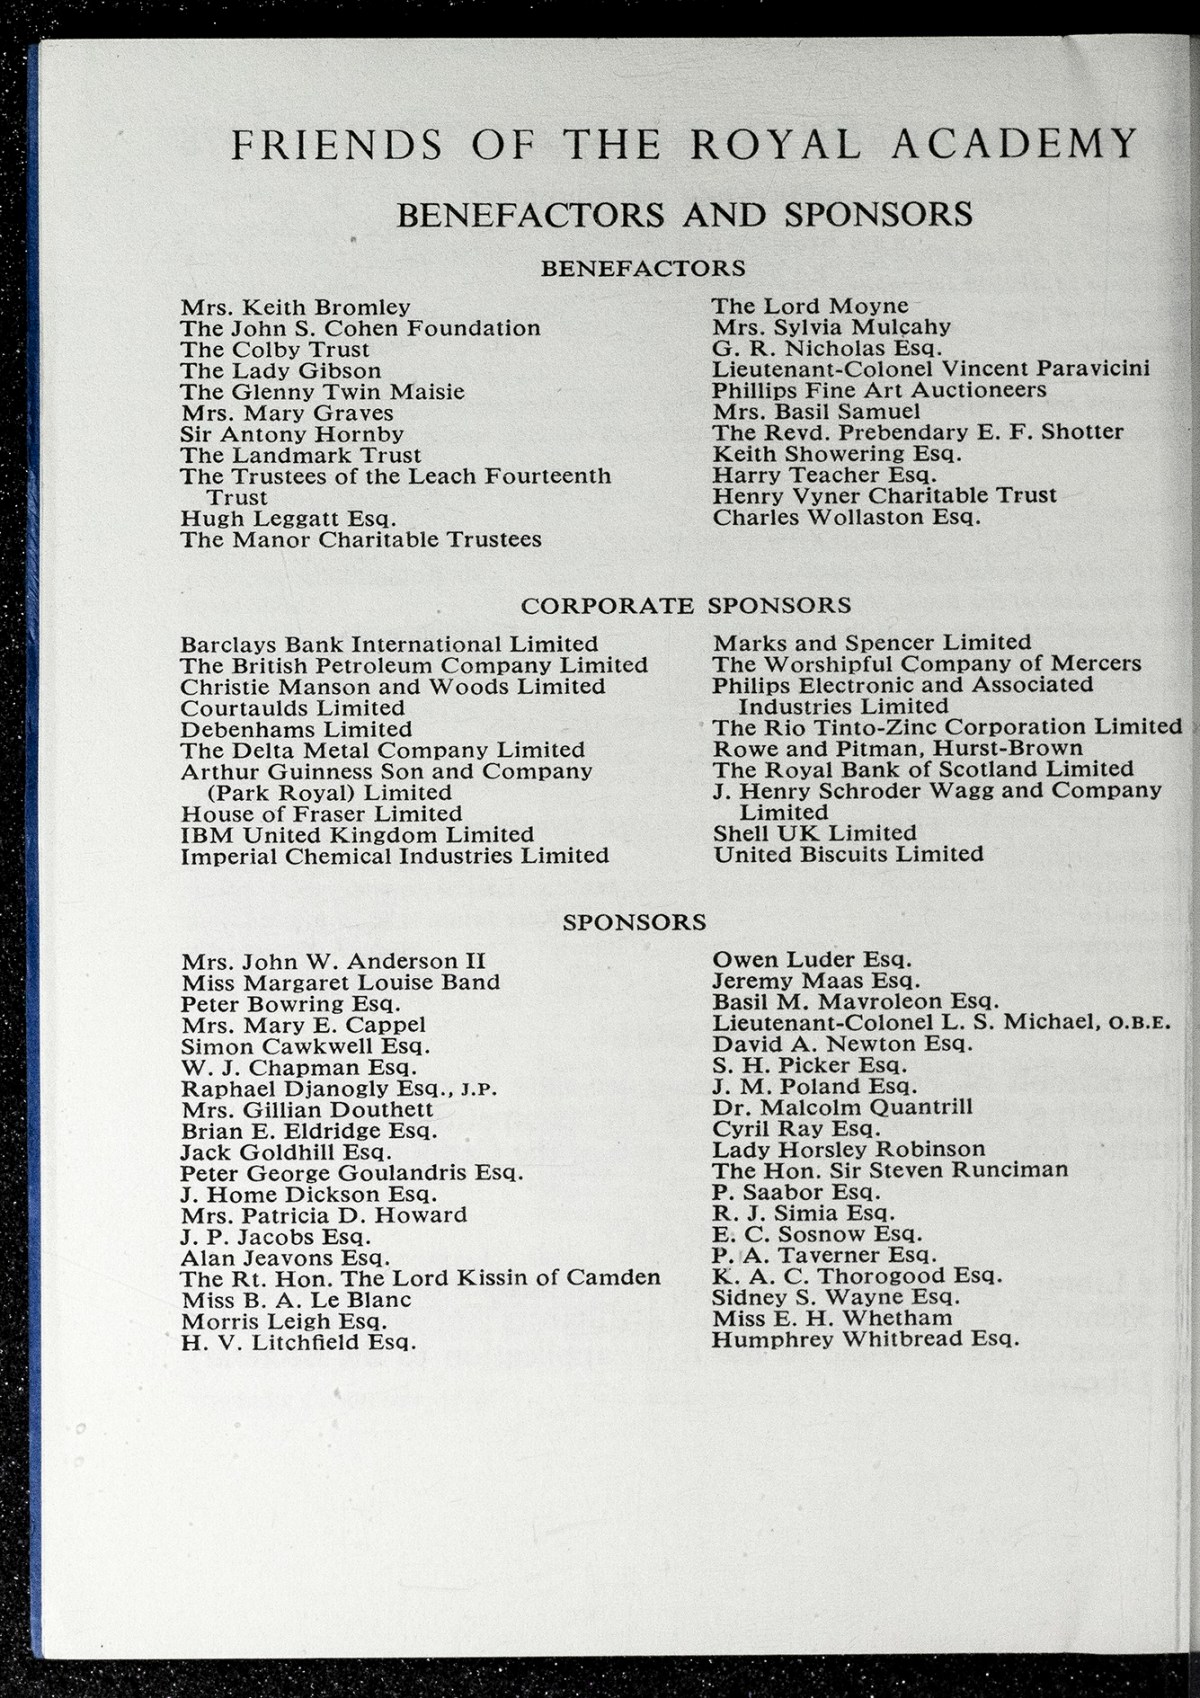 FRIENDS OF THE ROYAL ACADEMY
BENEFACTORS AND SPONSORS
BENEFACTORS
Mrs. Keith Bromley
The John S. Cohen Foundation
The Colby Trust
The Lady Gibson
The Glenny Twin Maisie
Mrs. Mary Graves
Sir Antony Hornby
The Landmark Trust
The Trustees of the Leach Fourteenth
Trust
Hugh Leggatt Esq.
The Manor Charitable Trustees
The Lord Moyne
Mrs. Sylvia Mulcahy
G. R. Nicholas Esq.
Lieutenant-Colonel Vincent Paravicini
Phillips Fine Art Auctioneers
Mrs. Basil Samuel
The Revd. Prebendary E. F. Shotter
Keith Showering Esq.
Harry Teacher Esq.
Henry Vyner Charitable Trust
Charles Wollaston Esq.
CORPORATE SPONSORS
Barclays Bank International Limited
The British Petroleum Company Limited
Christie Manson and Woods Limited
Courtaulds Limited
Debenhams Limited
The Delta Metal Company Limited
Arthur Guinness Son and Company
(Park Royal) Limited
House of Fraser Limited
IBM United Kingdom Limited
Imperial Chemical Industries Limited
Marks and Spencer Limited
The Worshipful Company of Mercers
Philips Electronic and Associated
Industries Limited
The Rio Tinto-Zinc Corporation Limited
Rowe and Pitman, Hurst-Brown
The Royal Bank of Scotland Limited
J. Henry Schroder Wagg and Company
Limited
Shell UK Limited
United Biscuits Limited
SPONSORS
Mrs. John W. Anderson II
Miss Margaret Louise Band
Peter Bowring Esq.
Mrs. Mary E. Cappel
Simon Cawkwell Esq.
W. J. Chapman Esq.
Raphael Djanogly Esq., J.P.
Mrs. Gillian Douthett
Brian E. Eldridge Esq.
Jack Goldhill Esq.
Peter George Goulandris Esq.
J. Home Dickson Esq.
Mrs. Patricia D. Howard
J. P. Jacobs Esq.
Alan Jeavons Esq.
The Rt. Hon. The Lord Kissin of Camden
Miss B. A. Le Blanc
Morris Leigh Esq.
H. V. Litchfield Esq.
Owen Luder Esq.
Jeremy Maas Esq.
Basil M. Mavroleon Esq.
Lieutenant-Colonel L. S. Michael, O.B.E.
David A. Newton Esq.
S. H. Picker Esq.
J. M. Poland Esq.
Dr. Malcolm Quantrill
Cyril Ray Esq.
Lady Horsley Robinson
The Hon. Sir Steven Runciman
P. Saabor Esq.
R. J. Simia Esq.
E. C. Sosnow Esq.
P. A. Taverner Esq.
K. A. C. Thorogood Esq.
Sidney S. Wayne Esq.
Miss E. H. Whetham
Humphrey Whitbread Esq.